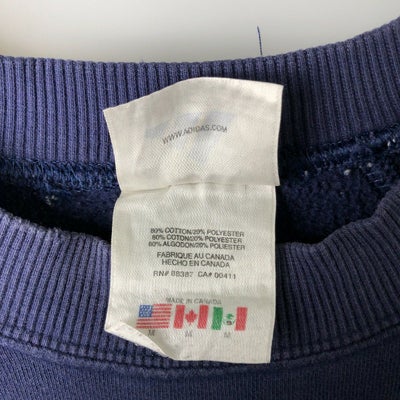 WWW.ADIDAS.COM
80% COTTON/20% POLYESTER
80% COTON/20% POLYESTER
80% ALGODON/20% POLIESTER
FABRIQUE AU CANADA
HECHO EN CANADA
RN# 88387 CA# 00411
MADE IN CANADA
M M M